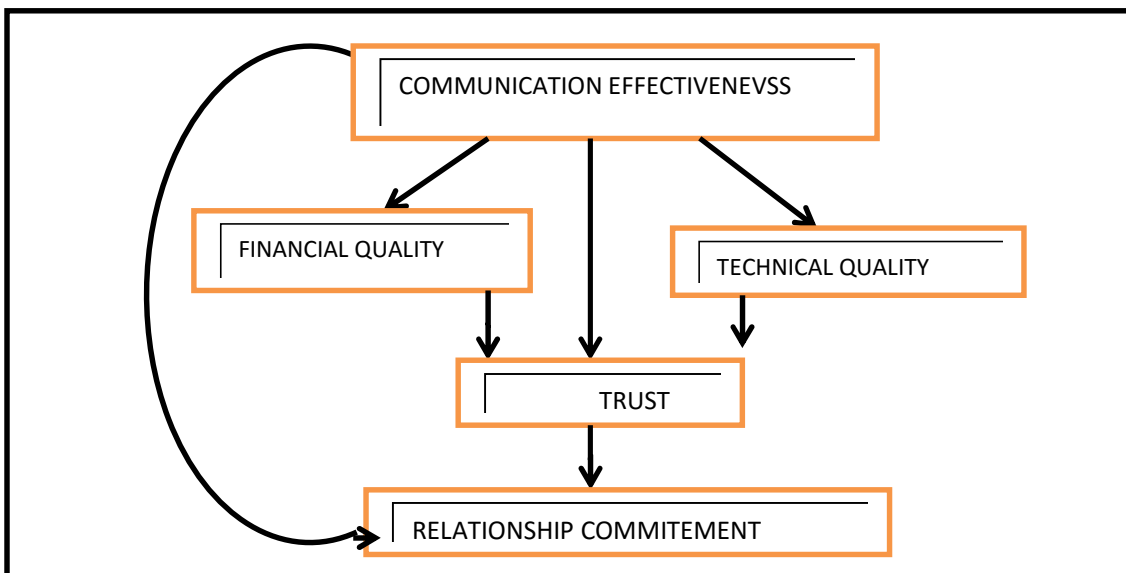 COMMUNICATION EFFECTIVENEVSS
FINANCIAL QUALITY
TECHNICAL QUALITY
TRUST
RELATIONSHIP COMMITEMENT